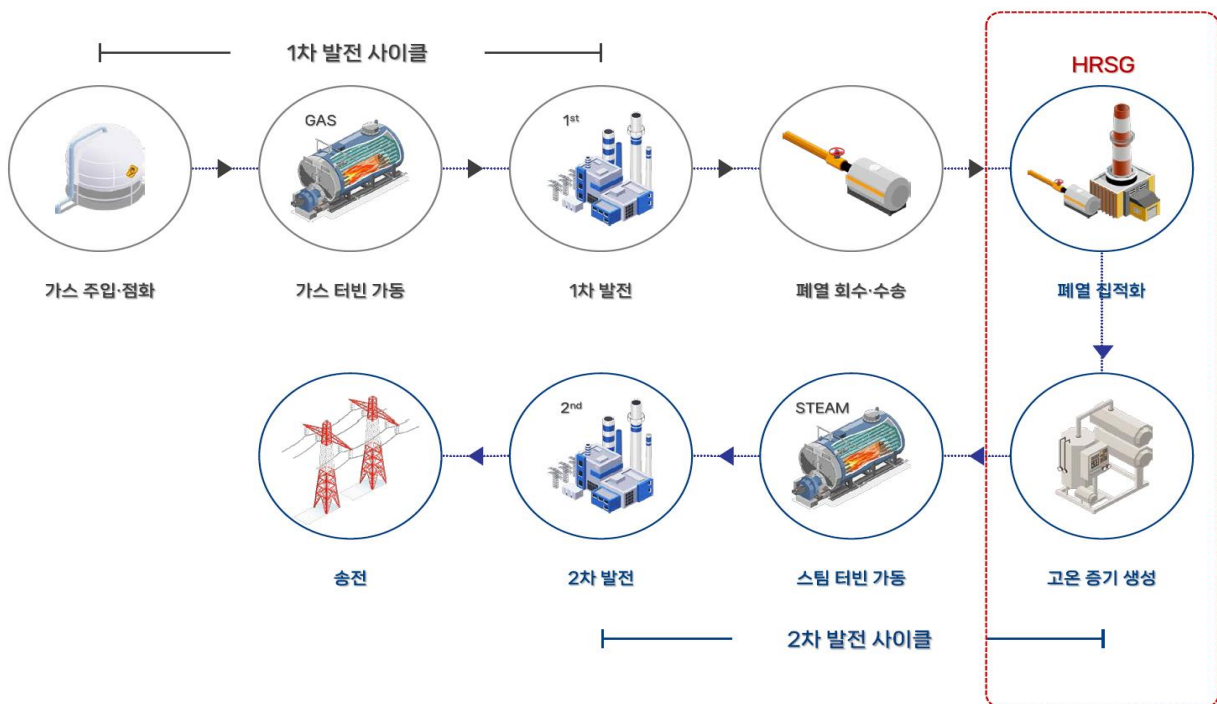 1차 발전 사이클
HRSG
GAS
1st
가스 주입·점화
가스 터빈 가동
1차 발전
폐열 회수·수송
폐열 집적화
2nd
STEAM
송전
2차 발전
스팀 터빈 가동
고온 증기 생성
2차 발전 사이클